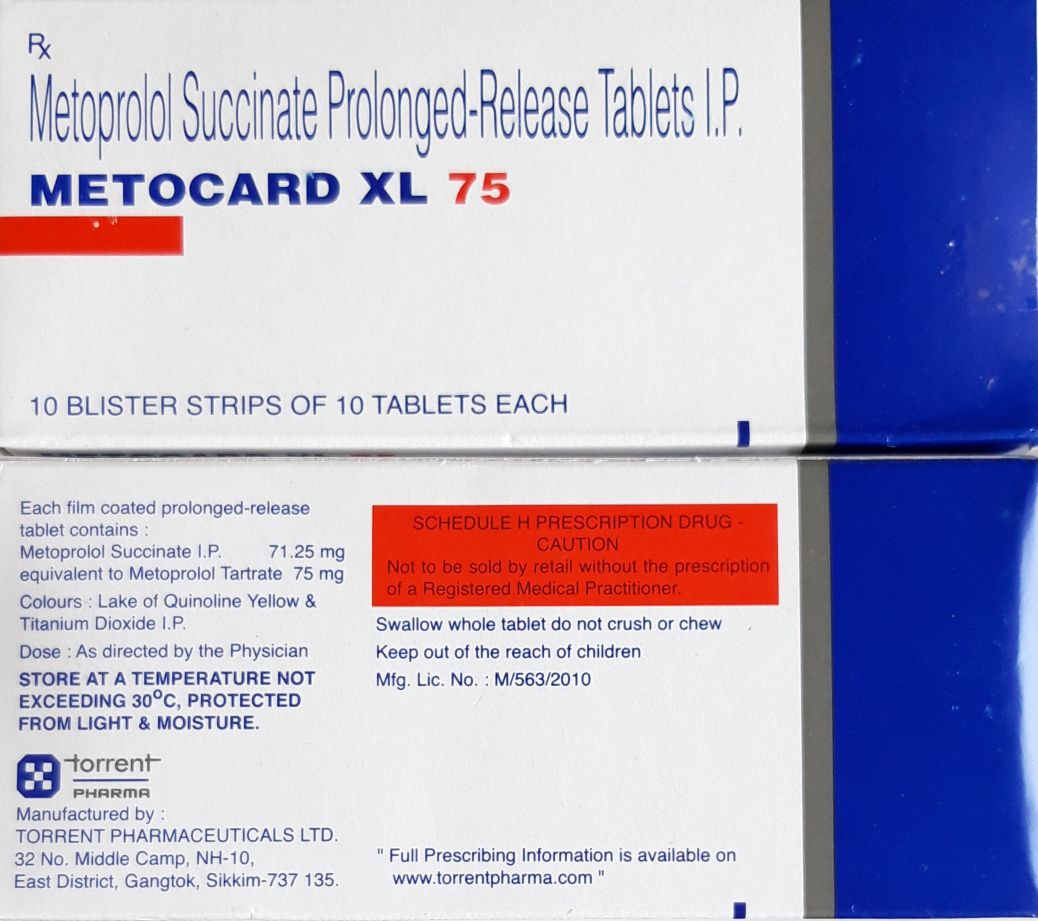 Rx
Metoprolol Succinate Prolonged-Release Tablets I.P.
METOCARD XL 75
10 BLISTER STRIPS OF 10 TABLETS EACH
Each film coated prolonged-release
tablet contains :
Metoprolol Succinate I.P. 71.25 mg
equivalent to Metoprolol Tartrate 75 mg
Colours : Lake of Quinoline Yellow &
Titanium Dioxide I.P.
Dose : As directed by the Physician
STORE AT A TEMPERATURE NOT
EXCEEDING 30⁰C, PROTECTED
FROM LIGHT & MOISTURE.
torrent
PHARMA
Manufactured by :
TORRENT PHARMACEUTICALS LTD.
32 No. Middle Camp, NH-10,
East District, Gangtok, Sikkim-737 135.
SCHEDULE H PRESCRIPTION DRUG -
CAUTION
Not to be sold by retail without the prescription
of a Registered Medical Practitioner.
Swallow whole tablet do not crush or chew
Keep out of the reach of children
Mfg. Lic. No. : M/563/2010
" Full Prescribing Information is available on
www.torrentpharma.com "